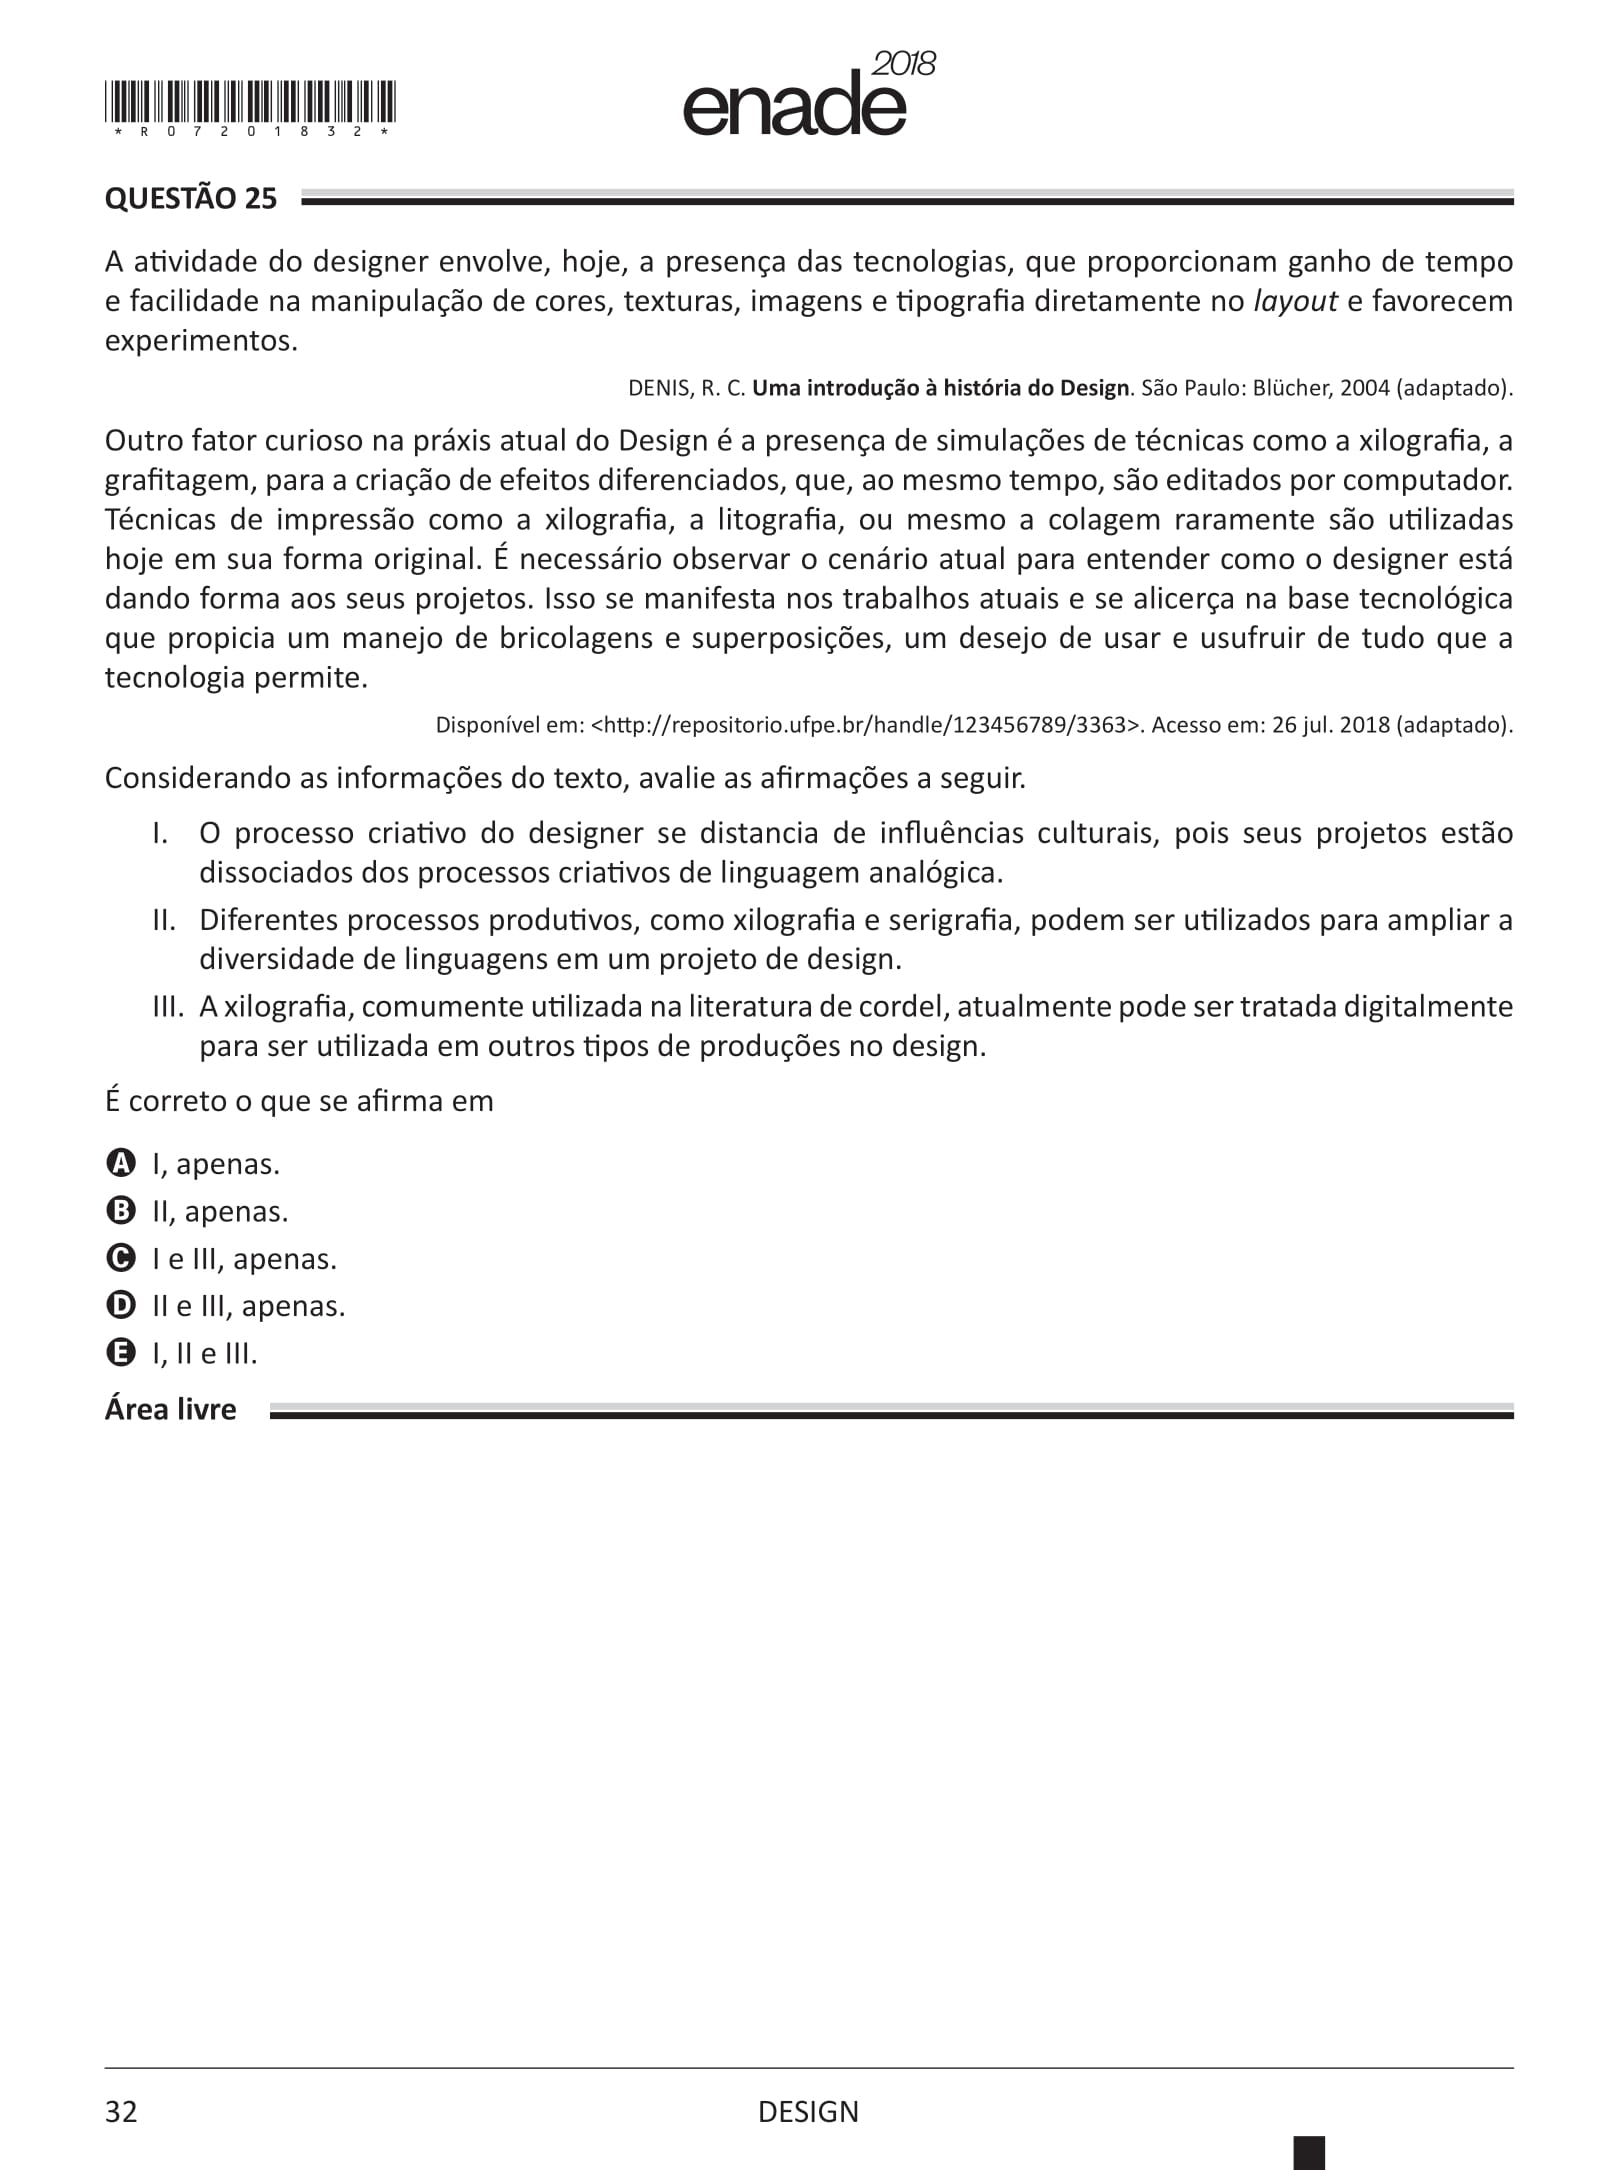 enade 2018
*R07201832*
QUESTÃO 25
A atividade do designer envolve, hoje, a presença das tecnologias, que proporcionam ganho de tempo
e facilidade na manipulação de cores, texturas, imagens e tipografia diretamente no layout e favorecem
experimentos.
DENIS, R. C. Uma introdução à história do Design. São Paulo: Blücher, 2004 (adaptado).
Outro fator curioso na práxis atual do Design é a presença de simulações de técnicas como a xilografia, a
grafitagem, para a criação de efeitos diferenciados, que, ao mesmo tempo, são editados por computador.
Técnicas de impressão como a xilografia, a litografia, ou mesmo a colagem raramente são utilizadas
hoje em sua forma original. É necessário observar o cenário atual para entender como o designer está
dando forma aos seus projetos. Isso se manifesta nos trabalhos atuais e se alicerça na base tecnológica
que propicia um manejo de bricolagens e superposições, um desejo de usar e usufruir de tudo que a
tecnologia permite.
Disponível em: <http://repositorio.ufpe.br/handle/123456789/3363>. Acesso em: 26 jul. 2018 (adaptado).
Considerando as informações do texto, avalie as afirmações a seguir.
I. O processo criativo do designer se distancia de influências culturais, pois seus projetos estão
dissociados dos processos criativos de linguagem analógica.
II. Diferentes processos produtivos, como xilografia e serigrafia, podem ser utilizados para ampliar a
diversidade de linguagens em um projeto de design.
III. A xilografia, comumente utilizada na literatura de cordel, atualmente pode ser tratada digitalmente
para ser utilizada em outros tipos de produções no design.
É correto o que se afirma em
A I, apenas.
B II, apenas.
C I e III, apenas.
D II e III, apenas.
E I, II e III.
Área livre
32
DESIGN